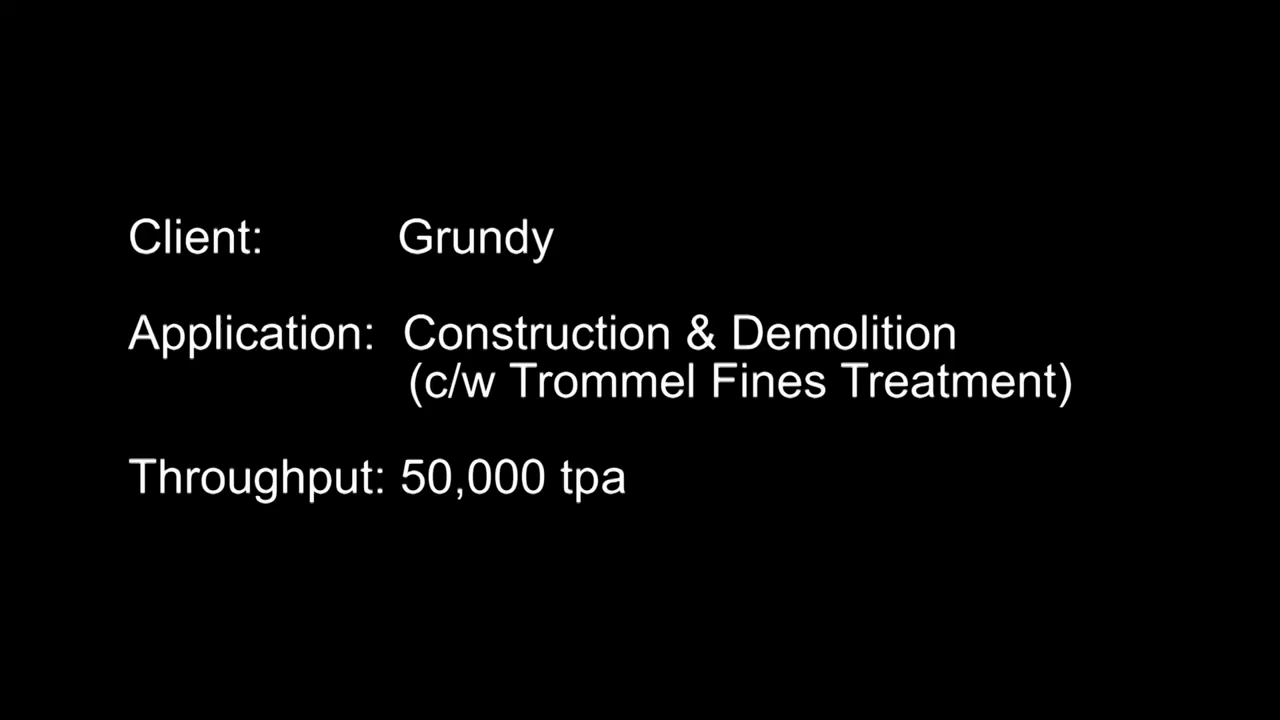 Client: Grundy
Application: Construction & Demolition
(c/w Trommel Fines Treatment)
Throughput: 50,000 tpa